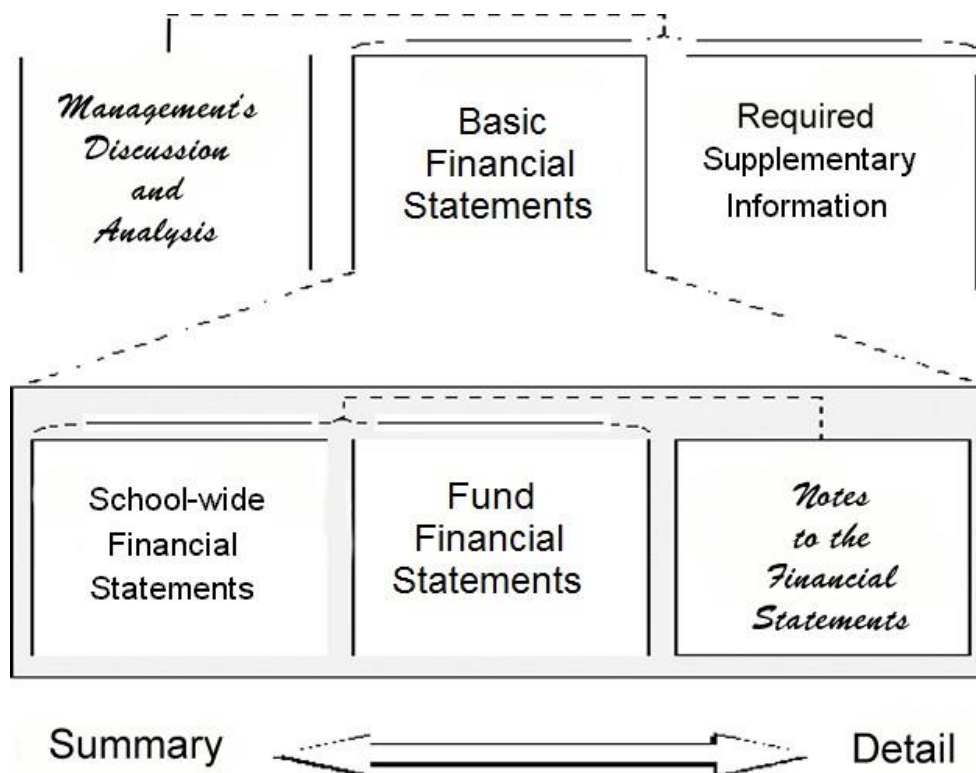 Management's
Discussion
and
Analysis
Basic
Financial
Statements
Required
Supplementary
Information
School-wide
Financial
Statements
Fund
Financial
Statements
Notes
to the
Financial
Statements
Summary
Detail